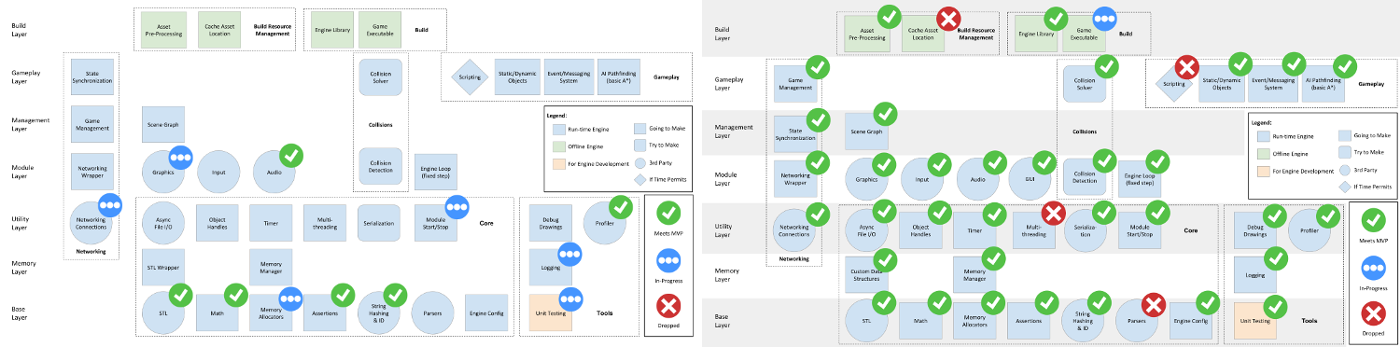 Build
Layer
Asset
Pre-Processing
Cache Asset
Location
Build Resource
Management
Engine Library
Game
Executable
Build
Gameplay
Layer
State
Synchronization
Collision
Solver
Scripting
Static/Dynamic
Objects
Event/Messaging
System
AI Pathfinding
(basic A*)
Gameplay
Management
Layer
Game
Management
Scene Graph
Collisions
Legend:
Run-time Engine
Going to Make
Offline Engine
Try to Make
For Engine Development
3rd Party
If Time Permits
Module
Layer
Networking
Wrapper
Graphics
Input
Audio
Collision
Detection
Engine Loop
(fixed step)
Utility
Layer
Networking
Connections
Networking
Async
File I/O
Object
Handles
Timer
Multi-
threading
Serialization
Module
Start/Stop
Core
Debug
Drawings
Profiler
Meets MVP
Memory
Layer
STL Wrapper
Memory
Manager
Logging
In-Progress
Base
Layer
STL
Math
Memory
Allocators
Assertions
String
Hashing
& ID
Parsers
Engine Config
Unit Testing
Tools
Dropped
Build
Layer
Asset
Pre-Processing
Cache Asset
Location
Build Resource
Management
Engine Library
Game
Executable
Build
Gameplay
Layer
Game
Management
Collision
Solver
Scripting
Static/Dynamic
Objects
Event/Messaging
System
AI Pathfinding
(basic A*)
Gameplay
Management
Layer
State
Synchronization
Scene Graph
Collisions
Legend:
Run-time Engine
Going to Make
Offline Engine
Try to Make
For Engine Development
3rd Party
If Time Permits
Module
Layer
Networking
Wrapper
Graphics
Input
Audio
GUI
Collision
Detection
Engine Loop
(fixed step)
Utility
Layer
Networking
Connections
Networking
Async
File I/O
Object
Handles
Timer
Multi-
threading
Serializa-
tion
Module
Start/Stop
Core
Debug
Drawings
Profiler
Meets MVP
Memory
Layer
Custom Data
Structures
Memory
Manager
Logging
In-Progress
Base
Layer
STL
Math
Memory
Allocators
Assertions
String
Hashing
& ID
Parsers
Engine Config
Unit Testing
Tools
Dropped